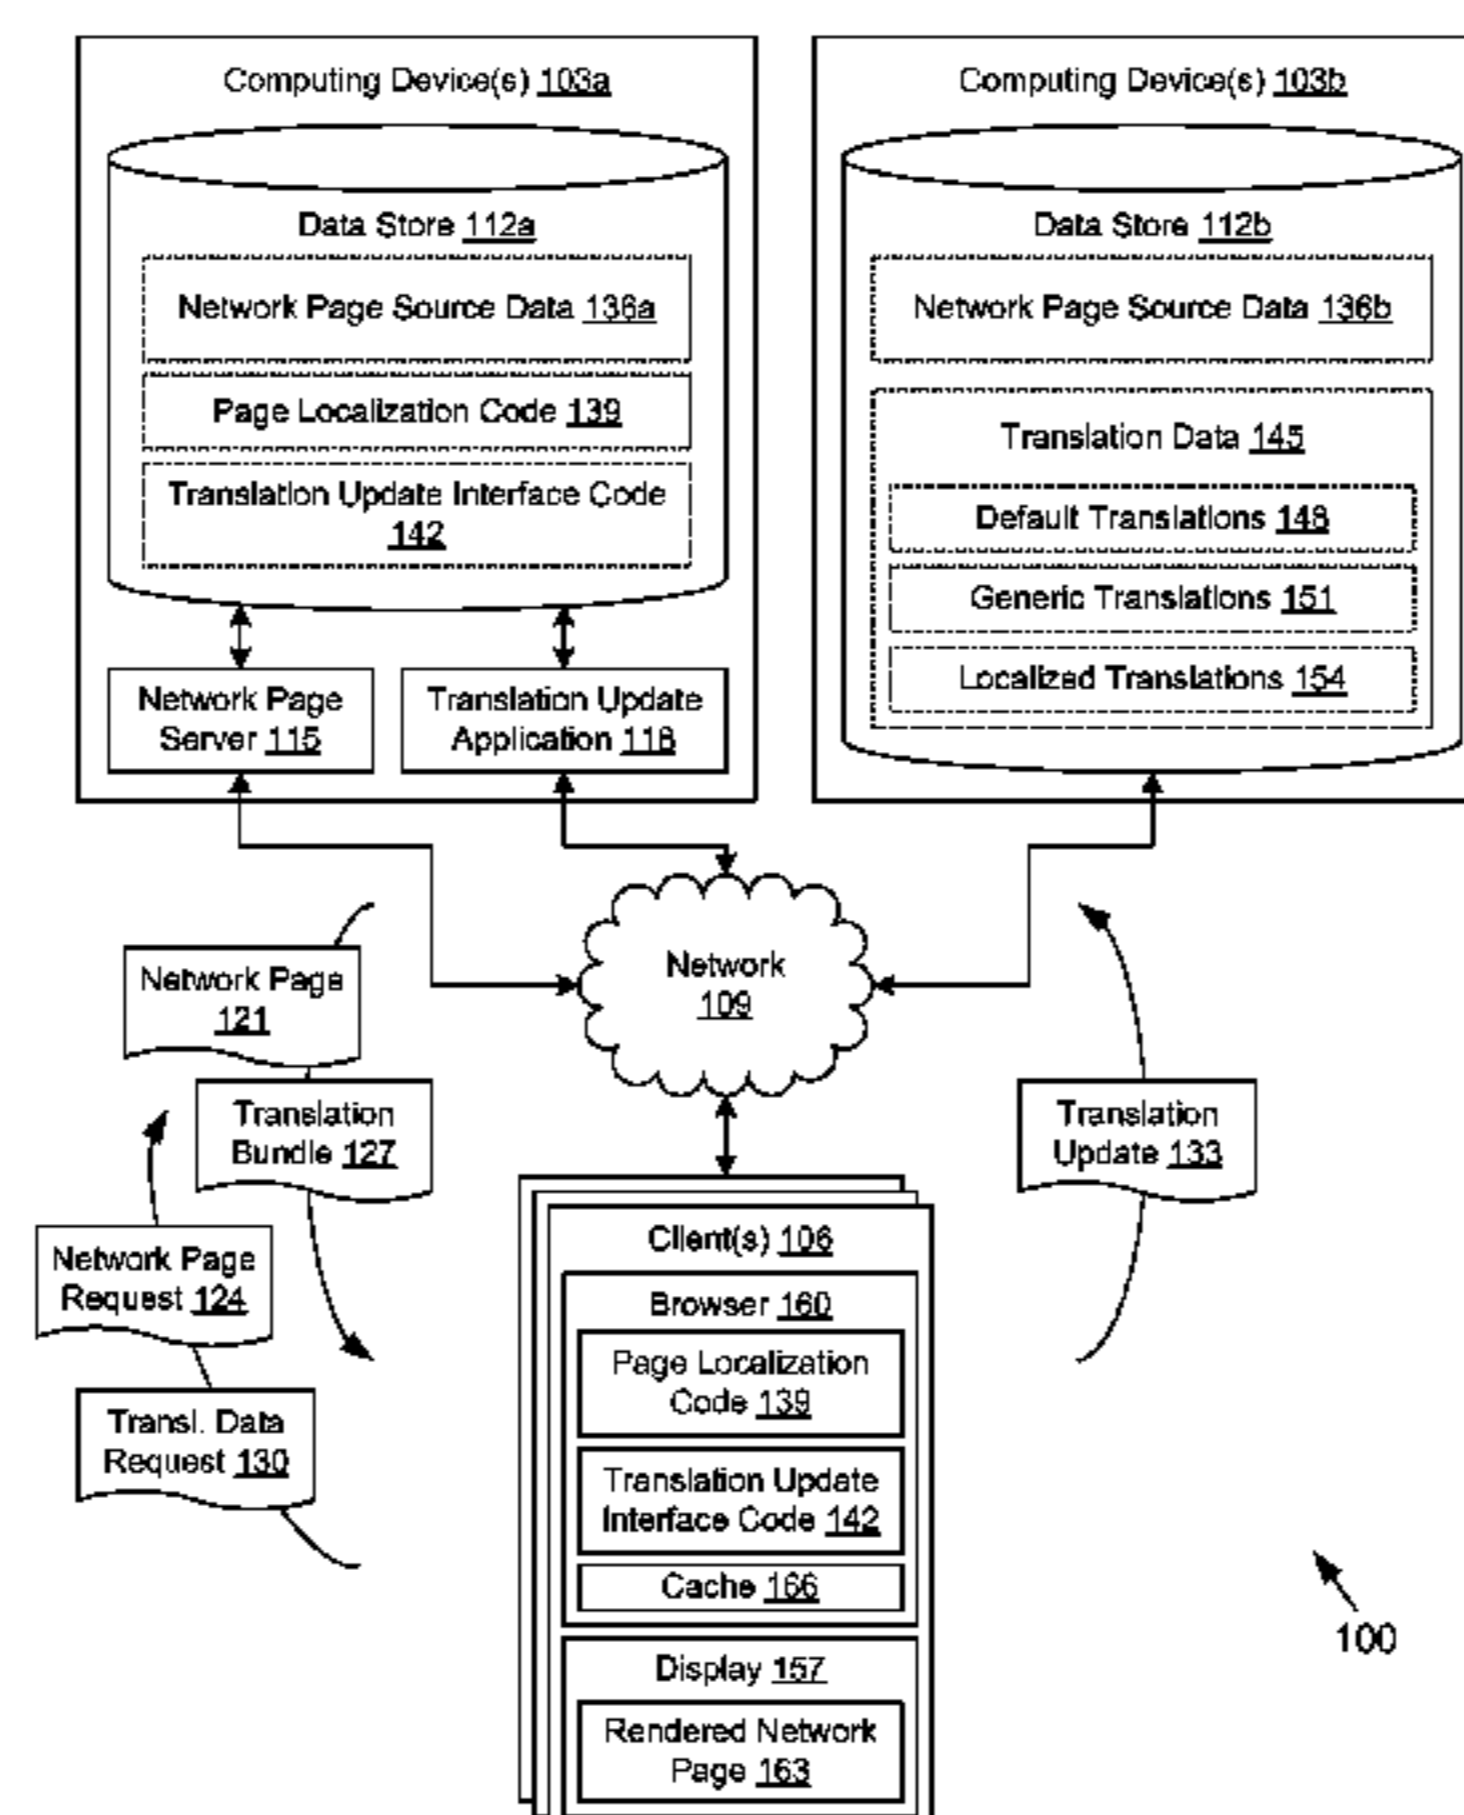 Computing Device(s) 103a
Data Store 112a
Network Page Source Data 136a
Page Localization Code 139
Translation Update Interface Code
142
Network Page
Server 115
Translation Update
Application 118
Computing Device(s) 103b
Data Store 112b
Network Page Source Data 136b
Translation Data 145
Default Translations 148
Generic Translations 151
Localized Translations 154
Network
109
Network Page
121
Translation
Bundle 127
Network Page
Request 124
Transl. Data
Request 130
Translation
Update 133
Client(s) 106
Browser 160
Page Localization
Code 139
Translation Update
Interface Code 142
Cache 166
Display 157
Rendered Network
Page 163
100